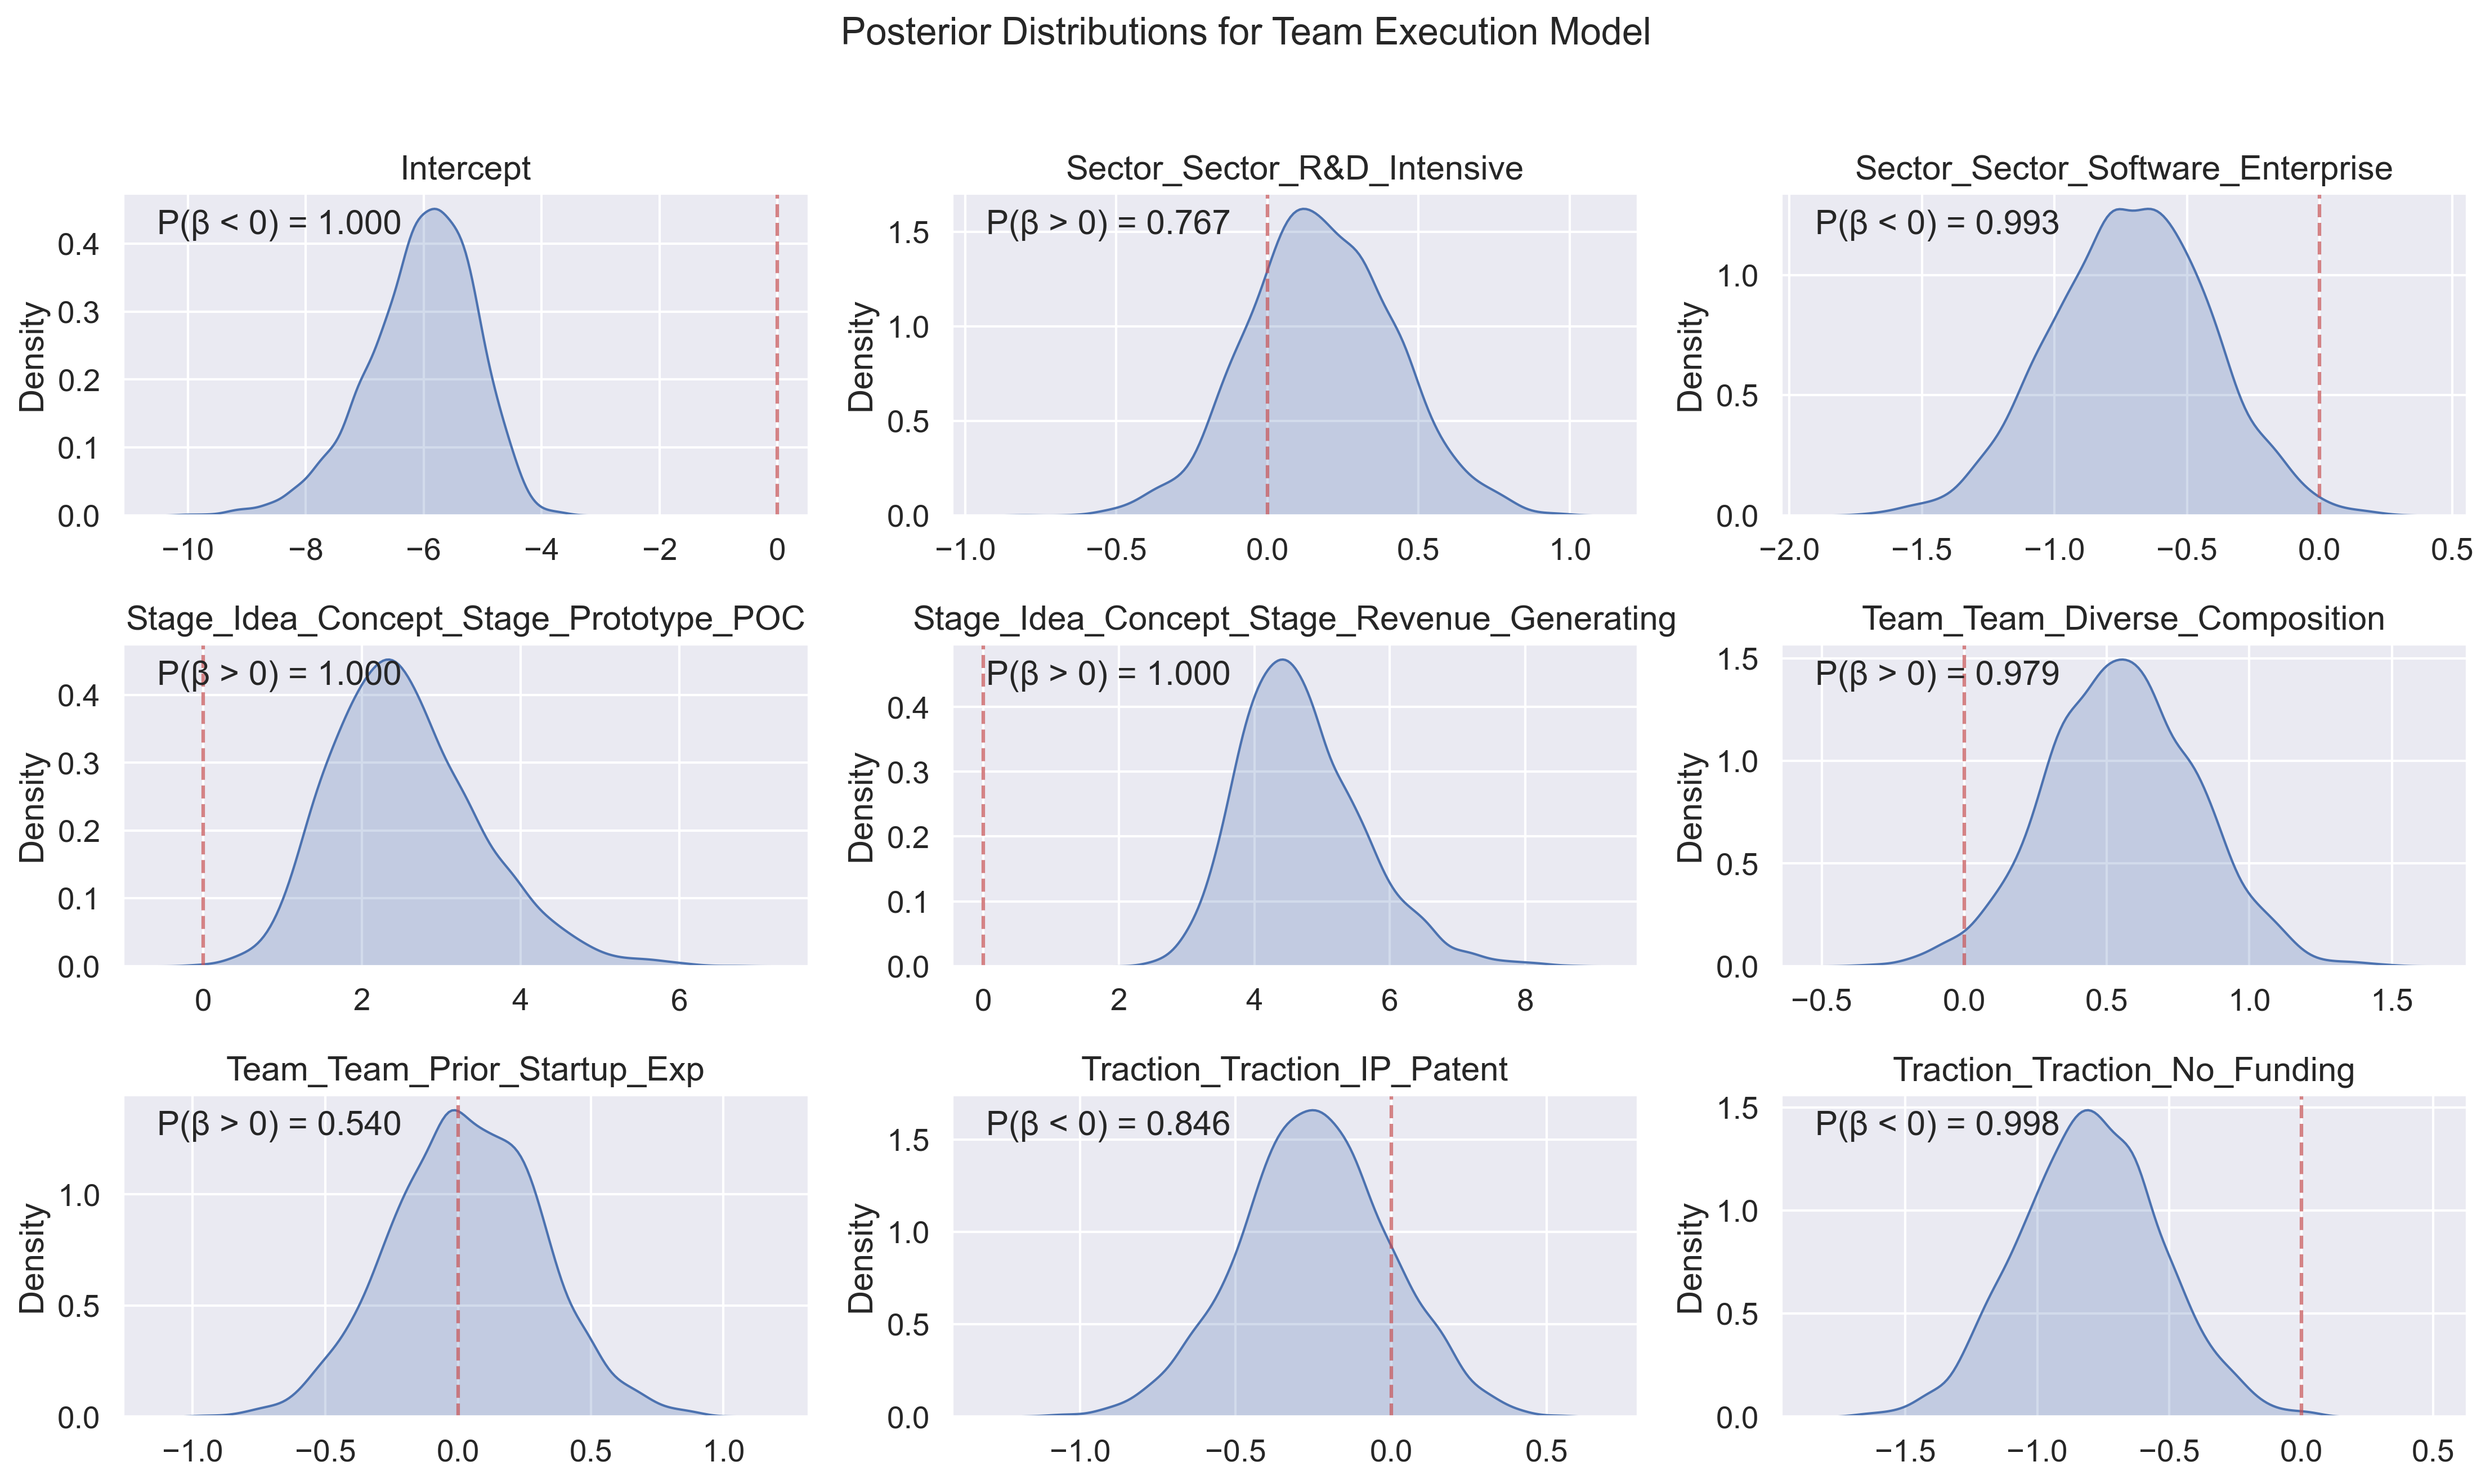 Posterior Distributions for Team Execution Model
Intercept
P(β < 0) = 1.000
Density
0.4
0.3
0.2
0.1
0.0
−10 −8 −6 −4 −2 0
Sector_Sector_R&D_Intensive
P(β > 0) = 0.767
Density
1.5
1.0
0.5
0.0
−1.0 −0.5 0.0 0.5 1.0
Sector_Sector_Software_Enterprise
P(β < 0) = 0.993
Density
1.0
0.5
0.0
−2.0 −1.5 −1.0 −0.5 0.0 0.5
Stage_Idea_Concept_Stage_Prototype_POC
P(β > 0) = 1.000
Density
0.4
0.3
0.2
0.1
0.0
0 2 4 6
Stage_Idea_Concept_Stage_Revenue_Generating
P(β > 0) = 1.000
Density
0.4
0.3
0.2
0.1
0.0
0 2 4 6 8
Team_Team_Diverse_Composition
P(β > 0) = 0.979
Density
1.5
1.0
0.5
0.0
−0.5 0.0 0.5 1.0 1.5
Team_Team_Prior_Startup_Exp
P(β > 0) = 0.540
Density
1.0
0.5
0.0
−1.0 −0.5 0.0 0.5 1.0
Traction_Traction_IP_Patent
P(β < 0) = 0.846
Density
1.5
1.0
0.5
0.0
−1.0 −0.5 0.0 0.5
Traction_Traction_No_Funding
P(β < 0) = 0.998
Density
1.5
1.0
0.5
0.0
−1.5 −1.0 −0.5 0.0 0.5